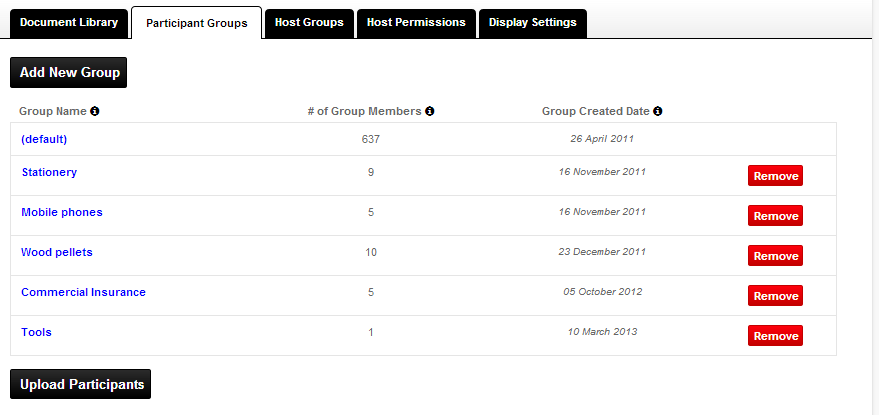 Document Library Participant Groups Host Groups Host Permissions Display Settings
Add New Group
Group Name # of Group Members Group Created Date
(default) 637 26 April 2011
Stationery 9 16 November 2011 Remove
Mobile phones 5 16 November 2011 Remove
Wood pellets 10 23 December 2011 Remove
Commercial Insurance 5 05 October 2012 Remove
Tools 1 10 March 2013 Remove
Upload Participants